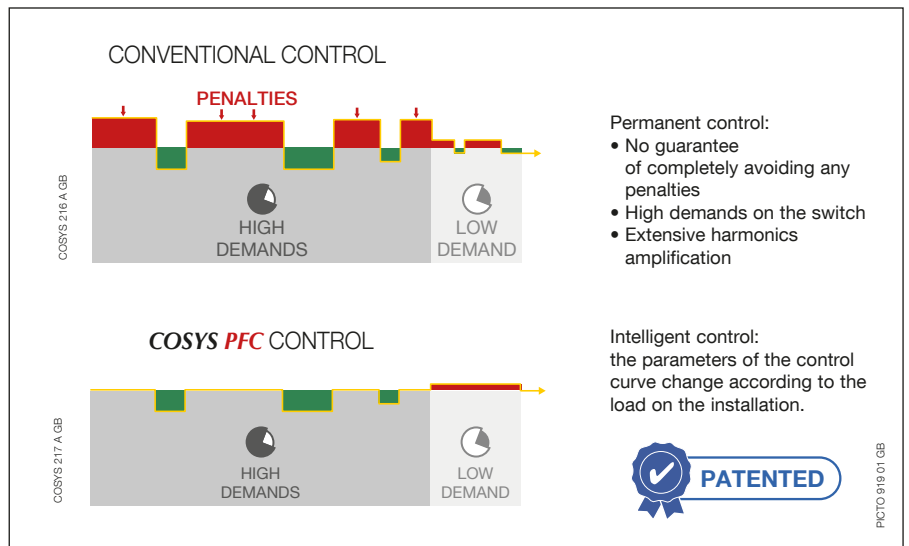 CONVENTIONAL CONTROL
PENALTIES
HIGH
DEMANDS
LOW
DEMAND
COSYS 216 A GB
Permanent control:
• No guarantee
of completely avoiding any
penalties
• High demands on the switch
• Extensive harmonics
amplification
COSYS PFC CONTROL
HIGH
DEMANDS
LOW
DEMAND
COSYS 217 A GB
Intelligent control:
the parameters of the control
curve change according to the
load on the installation.
PATENTED
PICTO 919 01 GB